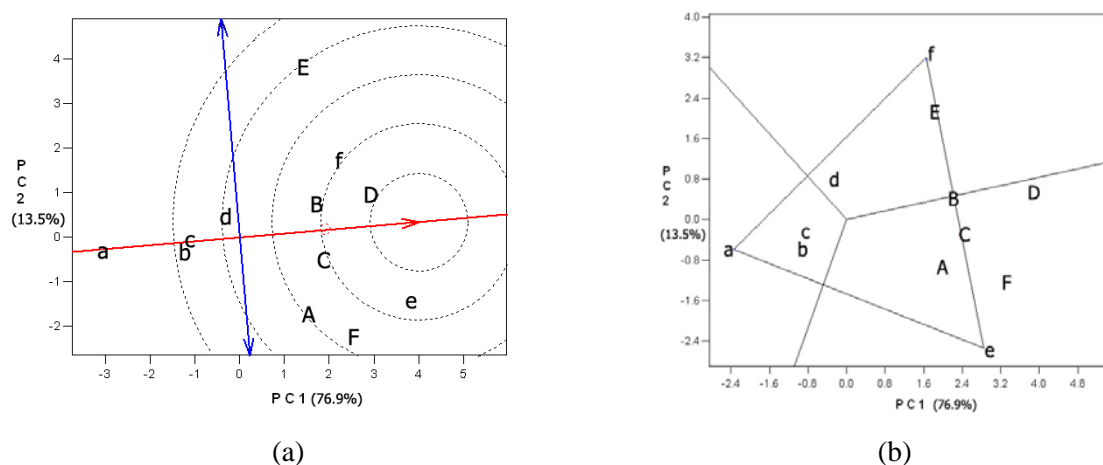 4
3
2
1
0
-1
-2
P
C
2
(13.5%)
E
f
B
D
d
a
c
b
C
e
A
F
-3 -2 -1 0 1 2 3 4 5
P C 1 (76.9%)
(a)
4.0
3.2
2.4
1.6
0.8
0.0
-0.8
-1.6
-2.4
P
C
2
(13.5%)
f
E
d
D
B
c
C
a
b
A
F
e
-2.4 -1.6 -0.8 0.0 0.8 1.6 2.4 3.2 4.0 4.8
P C 1 (76.9%)
(b)